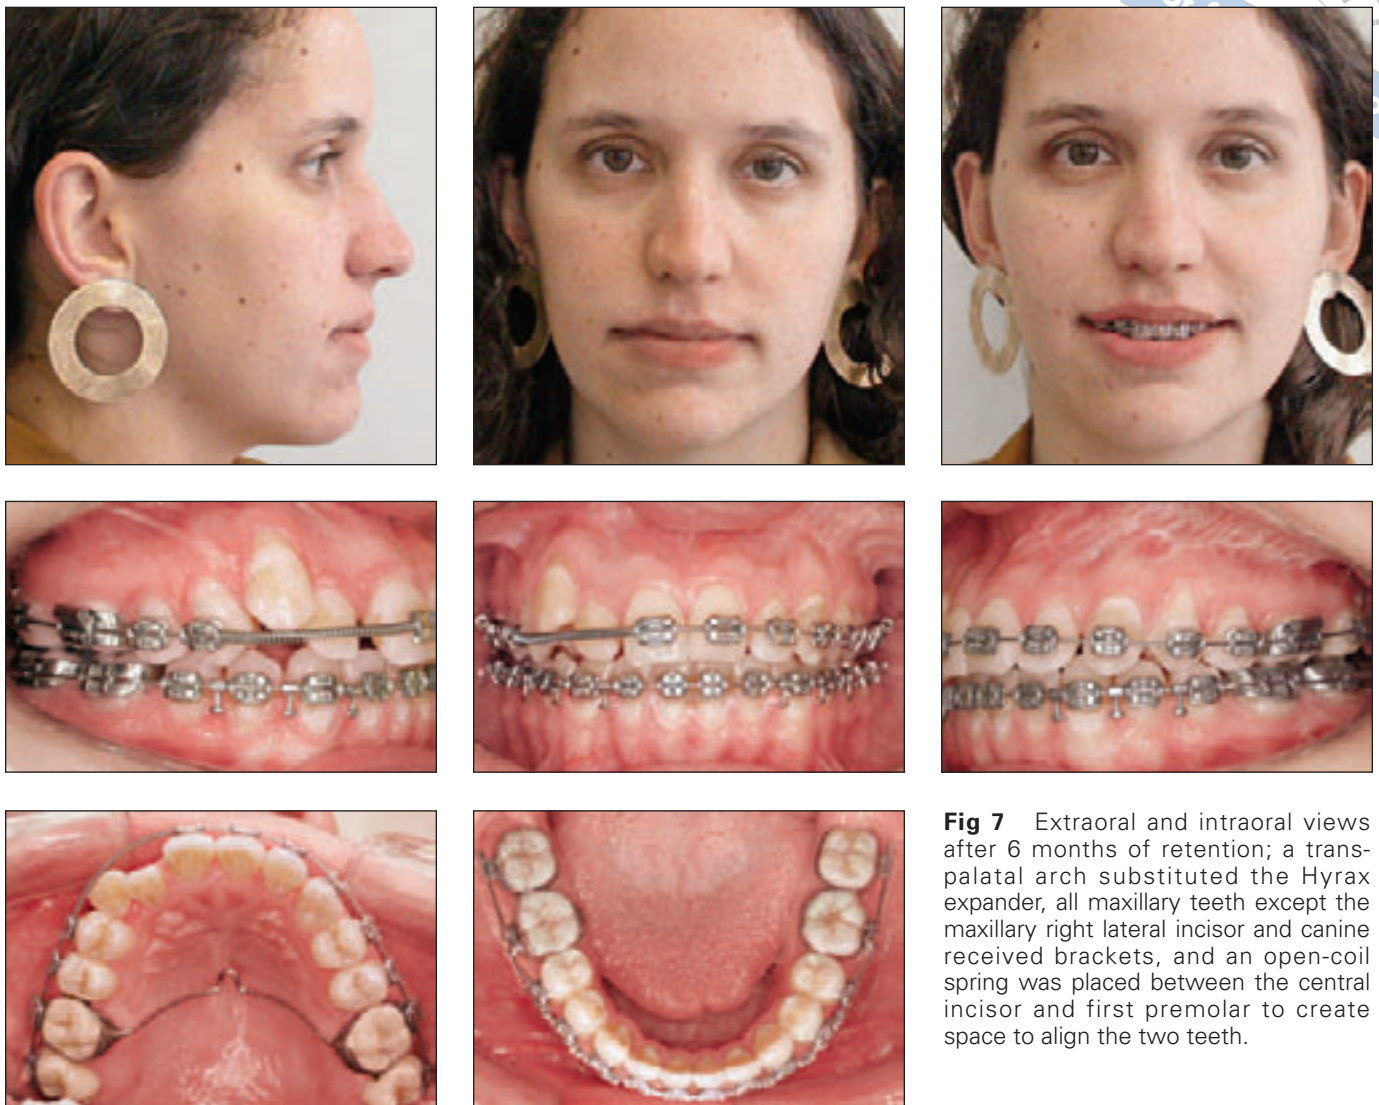 Fig 7 Extraoral and intraoral views
after 6 months of retention; a trans-
palatal arch substituted the Hyrax
expander, all maxillary teeth except the
maxillary right lateral incisor and canine
received brackets, and an open-coil
spring was placed between the central
incisor and first premolar to create
space to align the two teeth.